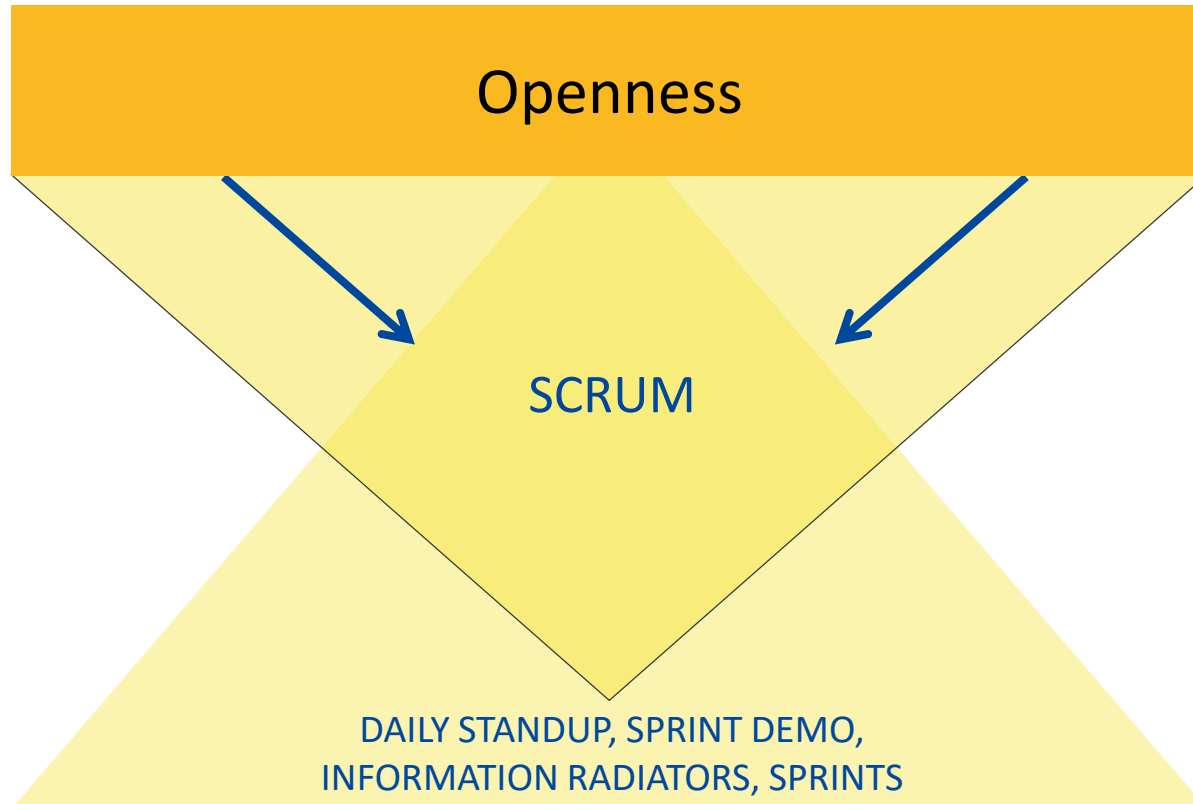 Openness
SCRUM
DAILY STANDUP, SPRINT DEMO,
INFORMATION RADIATORS, SPRINTS